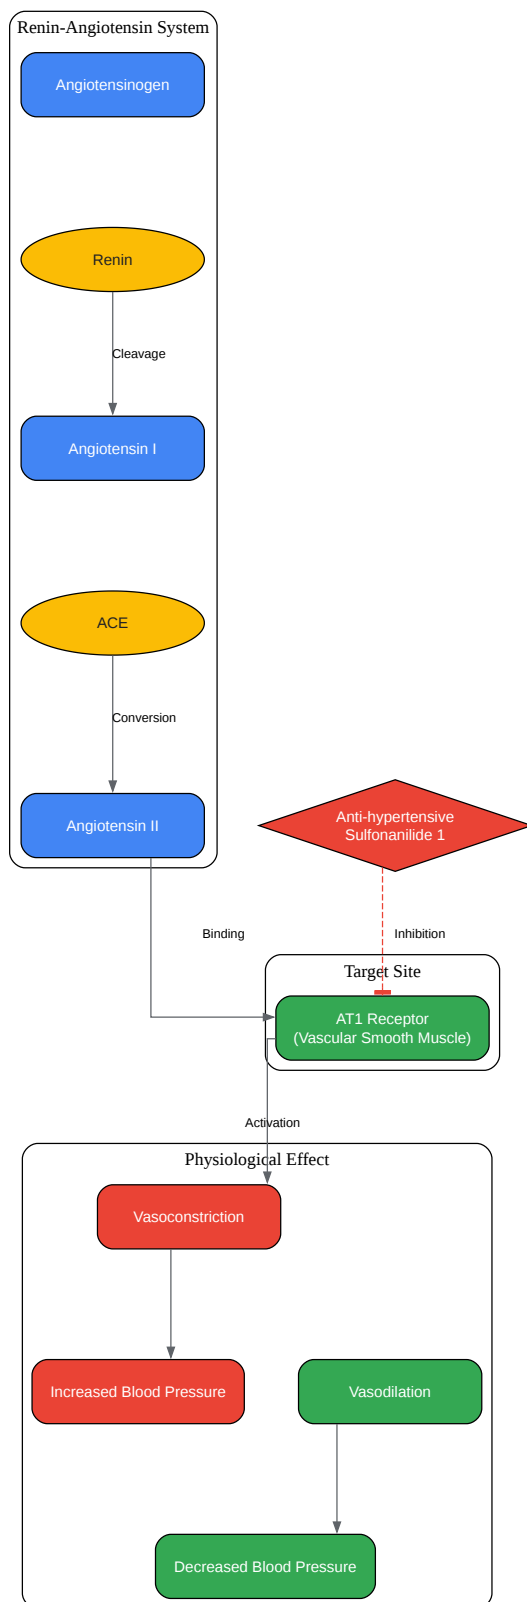 Renin-Angiotensin System
Angiotensinogen
Renin
Cleavage
Angiotensin I
ACE
Conversion
Angiotensin II
Anti-hypertensive
Sulfonanilide 1
Binding
Inhibition
Target Site
AT1 Receptor
(Vascular Smooth Muscle)
Activation
Physiological Effect
Vasoconstriction
Increased Blood Pressure
Vasodilation
Decreased Blood Pressure